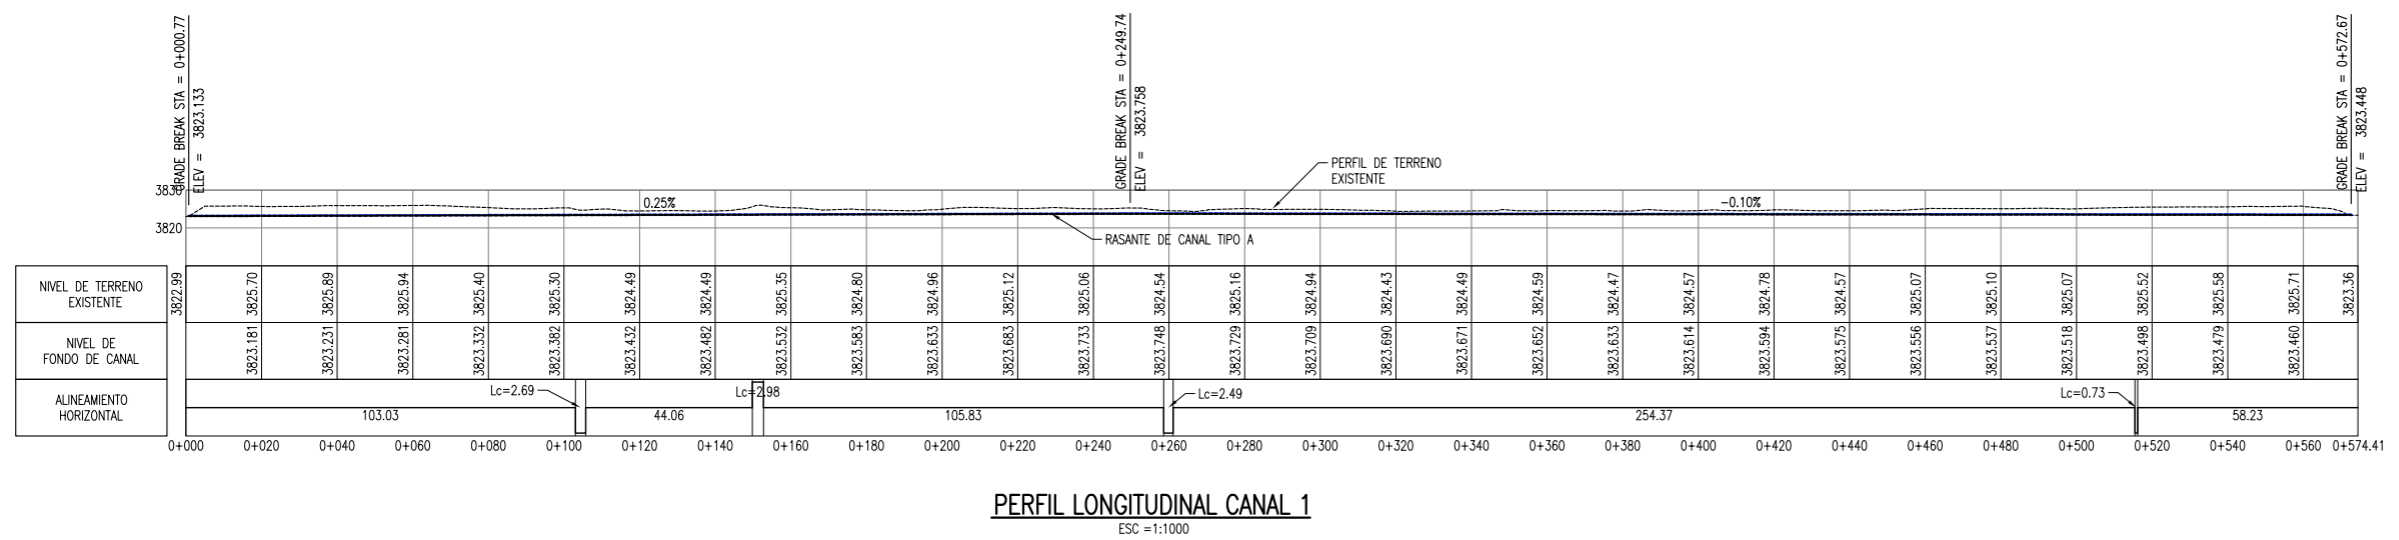 GRADE BREAK STA = 0+000.77
ELEV = 3823.133
GRADE BREAK STA = 0+249.74
ELEV = 3823.758
GRADE BREAK STA = 0+572.67
ELEV = 3823.448
PERFIL DE TERRENO
EXISTENTE
3830
0.25%
-0.10%
3820
RASANTE DE CANAL TIPO A
NIVEL DE TERRENO
EXISTENTE
3822.99 3825.70 3825.89 3825.94 3825.40 3825.30 3824.49 3824.49 3825.35 3824.80 3824.96 3825.12 3825.06 3824.54 3825.16 3824.94 3824.43 3824.49 3824.59 3824.47 3824.57 3824.78 3824.57 3825.07 3825.10 3825.07 3825.52 3825.58 3825.71 3823.36
NIVEL DE
FONDO DE CANAL
3823.181 3823.231 3823.281 3823.332 3823.382 3823.432 3823.482 3823.532 3823.583 3823.633 3823.683 3823.733 3823.748 3823.729 3823.709 3823.690 3823.671 3823.652 3823.633 3823.614 3823.594 3823.575 3823.556 3823.537 3823.518 3823.498 3823.479 3823.460
ALINEAMIENTO
HORIZONTAL
Lc=2.69 Lc=2.98 Lc=2.49 Lc=0.73
103.03 44.06 105.83 254.37 58.23
0+000 0+020 0+040 0+060 0+080 0+100 0+120 0+140 0+160 0+180 0+200 0+220 0+240 0+260 0+280 0+300 0+320 0+340 0+360 0+380 0+400 0+420 0+440 0+460 0+480 0+500 0+520 0+540 0+560 0+574.41
PERFIL LONGITUDINAL CANAL 1
ESC =1:1000